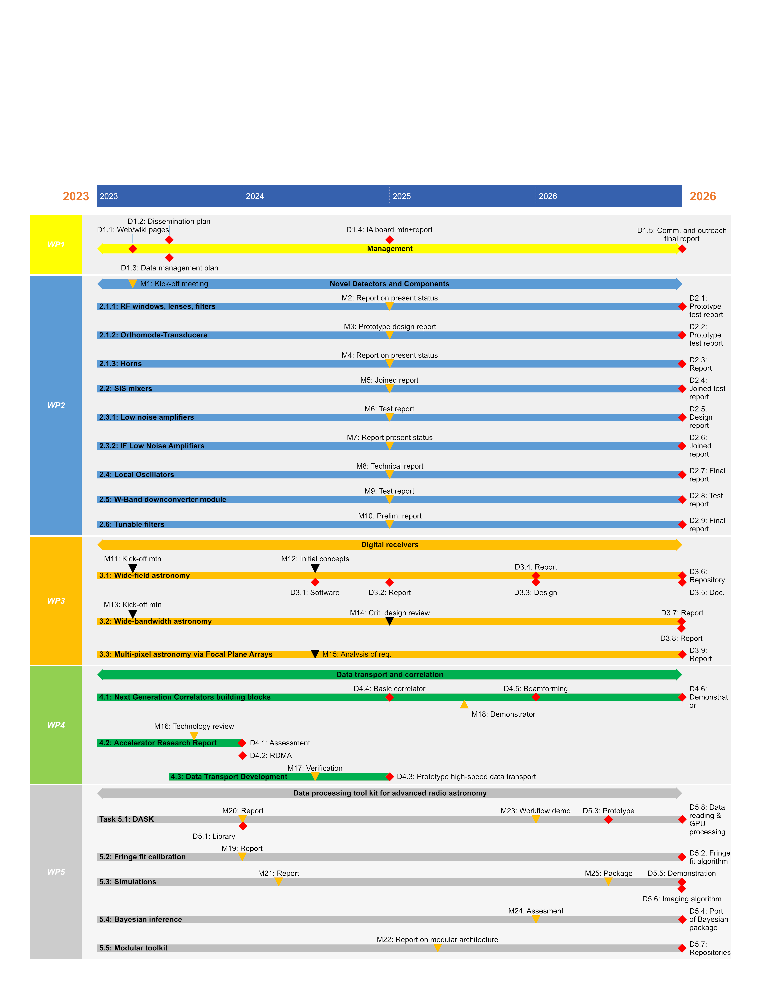 2023
2023
2024
2025
2026
2026
D1.2: Dissemination plan
D1.1: Web/wiki pages
D1.4: IA board mtn+report
D1.5: Comm. and outreach
final report
WP1
Management
D1.3: Data management plan
M1: Kick-off meeting
Novel Detectors and Components
M2: Report on present status
2.1.1: RF windows, lenses, filters
D2.1:
Prototype
test report
M3: Prototype design report
2.1.2: Orthomode-Transducers
D2.2:
Prototype
test report
M4: Report on present status
2.1.3: Horns
D2.3:
Report
M5: Joined report
2.2: SIS mixers
D2.4:
Joined test
report
WP2
M6: Test report
2.3.1: Low noise amplifiers
D2.5:
Design
report
M7: Report present status
2.3.2: IF Low Noise Amplifiers
D2.6:
Joined
report
M8: Technical report
2.4: Local Oscillators
D2.7: Final
report
M9: Test report
2.5: W-Band downconverter module
D2.8: Test
report
M10: Prelim. report
2.6: Tunable filters
D2.9: Final
report
Digital receivers
M11: Kick-off mtn
M12: Initial concepts
D3.4: Report
3.1: Wide-field astronomy
D3.6:
Repository
D3.1: Software
D3.2: Report
D3.3: Design
D3.5: Doc.
WP3
M13: Kick-off mtn
M14: Crit. design review
D3.7: Report
3.2: Wide-bandwidth astronomy
D3.8: Report
3.3: Multi-pixel astronomy via Focal Plane Arrays
M15: Analysis of req.
D3.9:
Report
Data transport and correlation
D4.4: Basic correlator
D4.5: Beamforming
4.1: Next Generation Correlators building blocks
D4.6:
Demonstrat
or
M18: Demonstrator
WP4
M16: Technology review
4.2: Accelerator Research Report
D4.1: Assessment
D4.2: RDMA
M17: Verification
4.3: Data Transport Development
D4.3: Prototype high-speed data transport
Data processing tool kit for advanced radio astronomy
M20: Report
M23: Workflow demo
D5.3: Prototype
Task 5.1: DASK
D5.8: Data
reading &
GPU
processing
D5.1: Library
M19: Report
5.2: Fringe fit calibration
D5.2: Fringe
fit algorithm
WP5
M21: Report
M25: Package
D5.5: Demonstration
5.3: Simulations
D5.6: Imaging algorithm
M24: Assesment
5.4: Bayesian inference
D5.4: Port
of Bayesian
package
M22: Report on modular architecture
5.5: Modular toolkit
D5.7:
Repositories